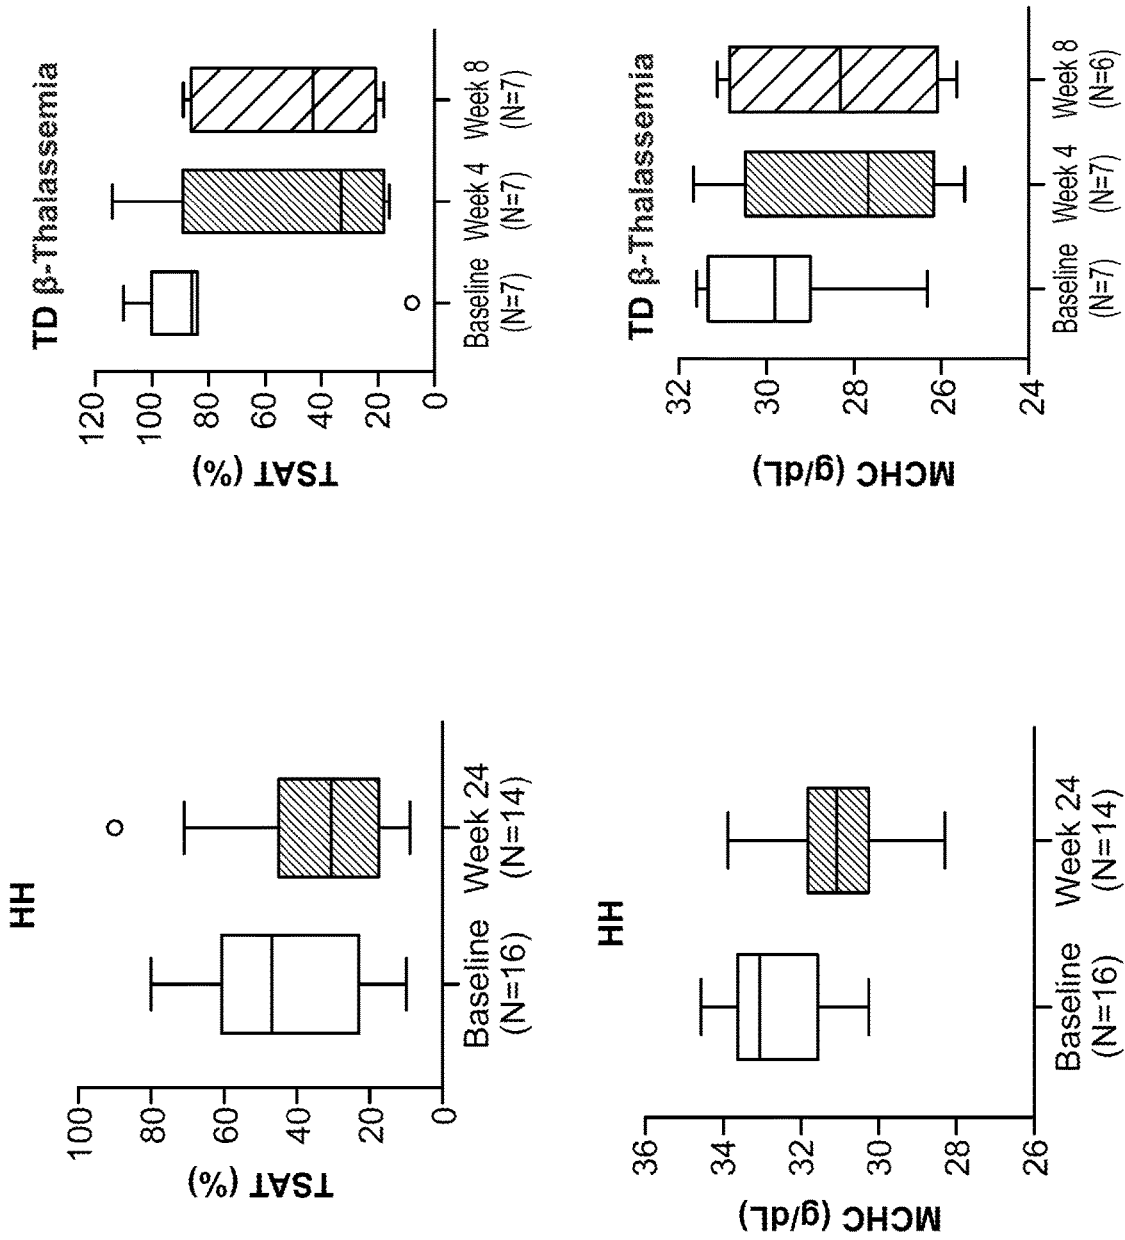 HH
TSAT (%)
100
80
60
40
20
0
Baseline
(N=16)
Week 24
(N=14)
TD β-Thalassemia
TSAT (%)
120
100
80
60
40
20
0
Baseline
(N=7)
Week 4
(N=7)
Week 8
(N=7)
HH
MCHC (g/dL)
36
34
32
30
28
26
Baseline
(N=16)
Week 24
(N=14)
TD β-Thalassemia
MCHC (g/dL)
32
30
28
26
24
Baseline
(N=7)
Week 4
(N=7)
Week 8
(N=6)